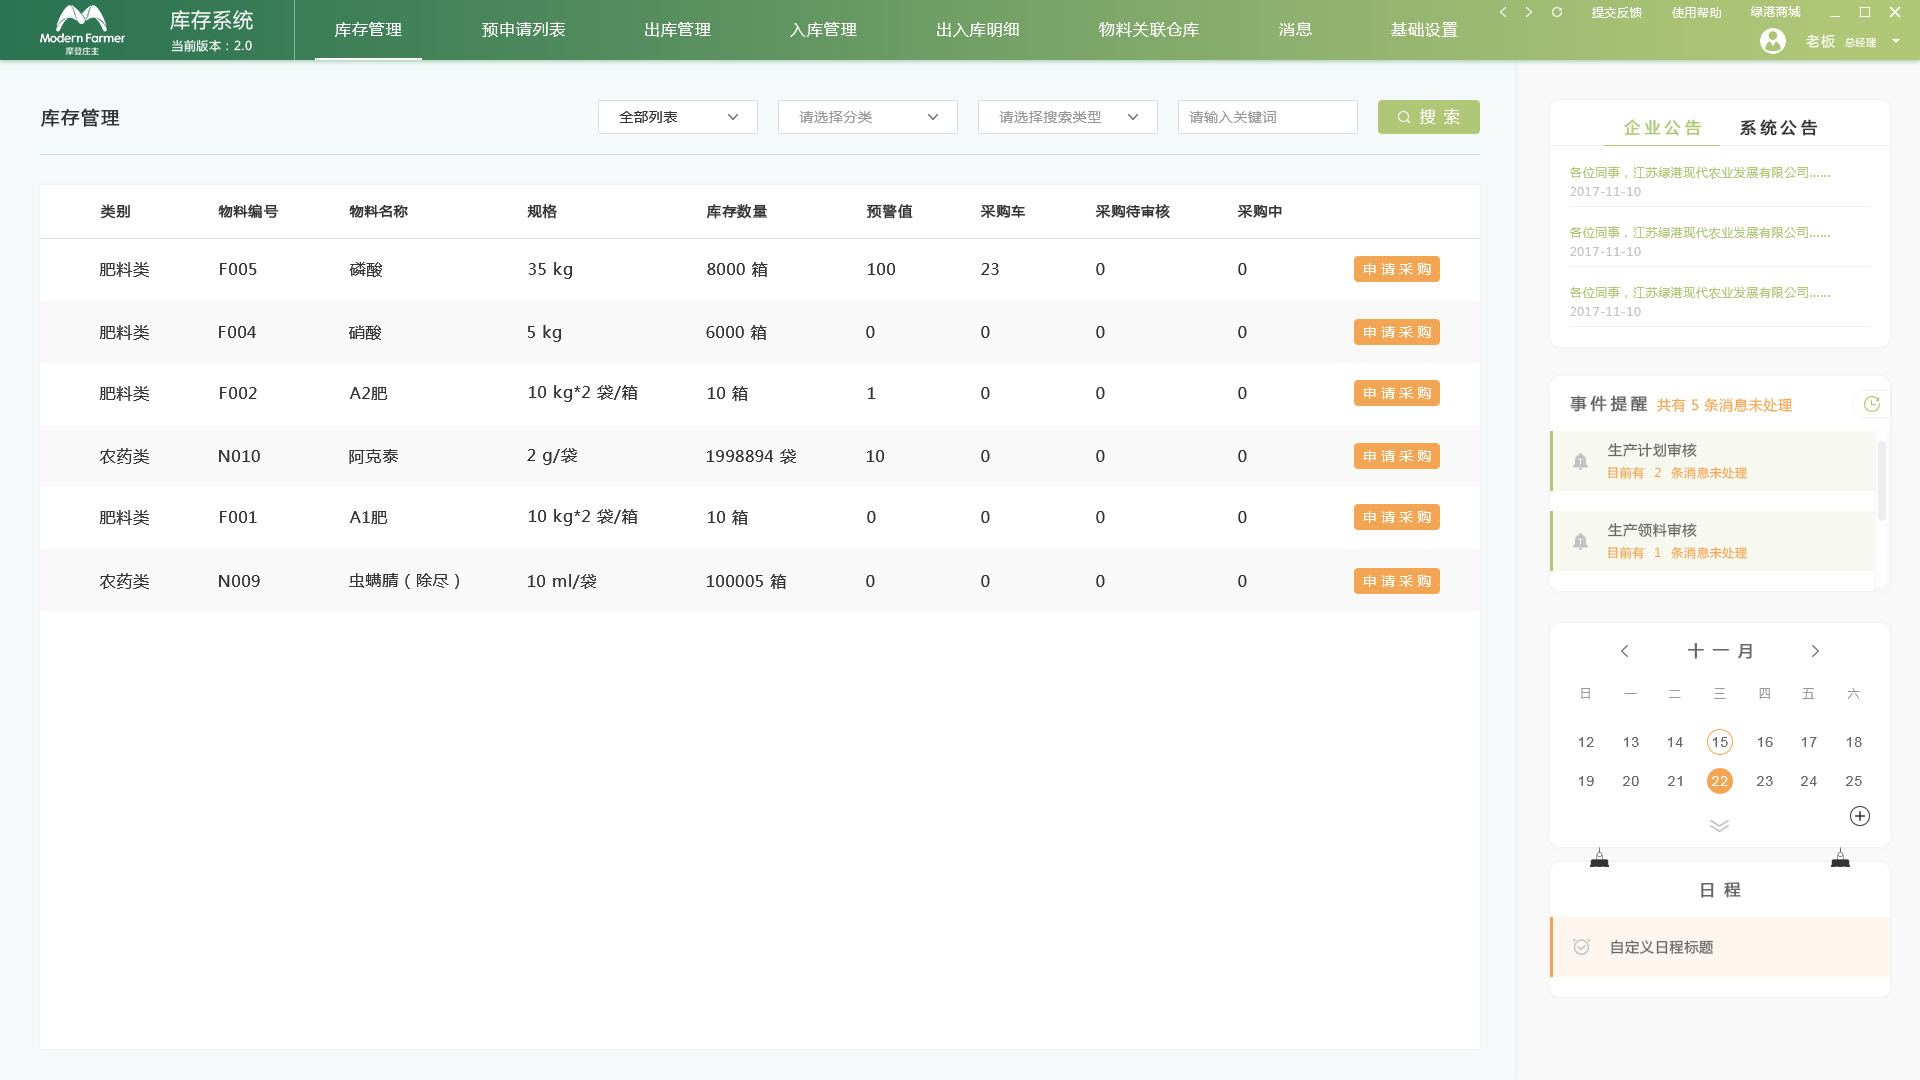 Modern Farmer
摩登庄主
库存系统
当前版本：2.0
库存管理 预申请列表 出库管理 入库管理 出入库明细 物料关联仓库 消息 基础设置
提交反馈 使用帮助 绿港商城
老板 总经理
库存管理
全部列表 请选择分类 请选择搜索类型 请输入关键词 搜索
类别 物料编号 物料名称 规格 库存数量 预警值 采购车 采购待审核 采购中
肥料类 F005 磷酸 35 kg 8000 箱 100 23 0 0 申请采购
肥料类 F004 硝酸 5 kg 6000 箱 0 0 0 0 申请采购
肥料类 F002 A2肥 10 kg*2 袋/箱 10 箱 1 0 0 0 申请采购
农药类 N010 阿克泰 2 g/袋 1998894 袋 10 0 0 0 申请采购
肥料类 F001 A1肥 10 kg*2 袋/箱 10 箱 0 0 0 0 申请采购
农药类 N009 虫螨腈（除尽） 10 ml/袋 100005 箱 0 0 0 0 申请采购
企业公告 系统公告
各位同事，江苏绿港现代农业发展有限公司......
2017-11-10
各位同事，江苏绿港现代农业发展有限公司......
2017-11-10
各位同事，江苏绿港现代农业发展有限公司......
2017-11-10
事件提醒 共有 5 条消息未处理
生产计划审核
目前有 2 条消息未处理
生产领料审核
目前有 1 条消息未处理
十一月
日 一 二 三 四 五 六
12 13 14 15 16 17 18
19 20 21 22 23 24 25
日程
自定义日程标题